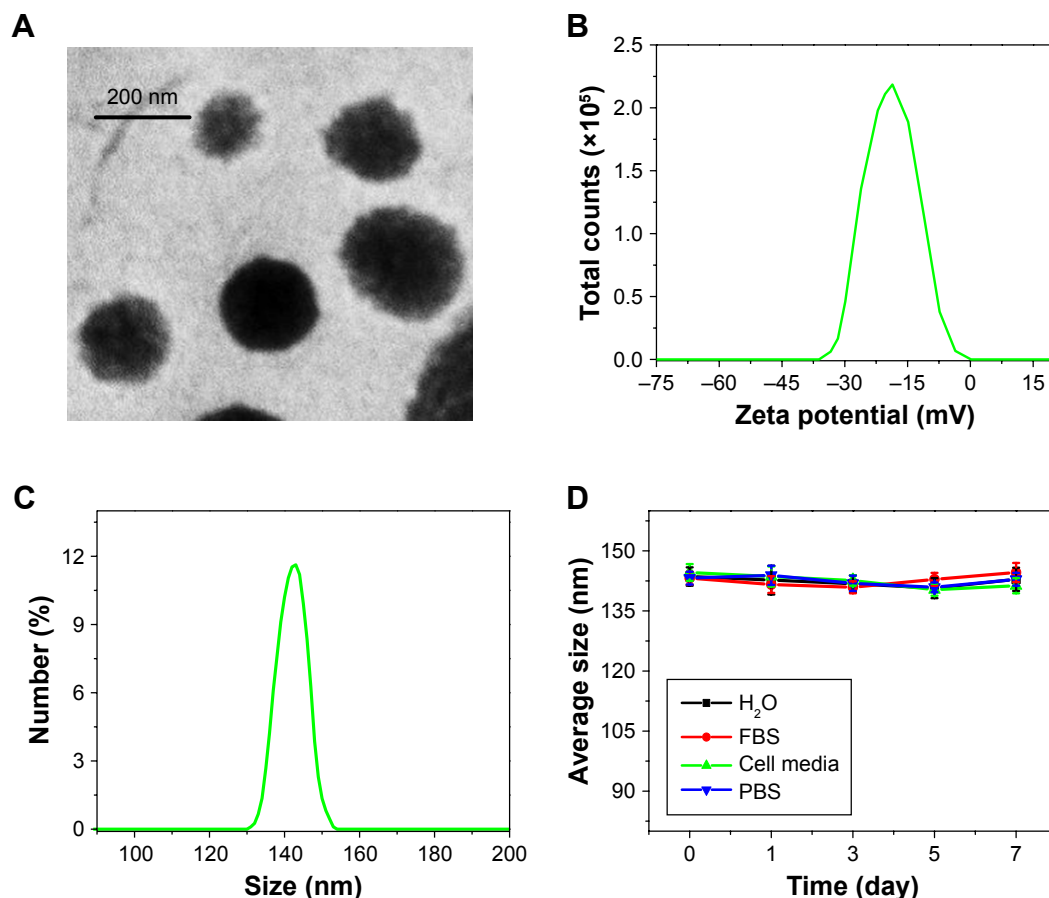 A
200 nm
B
Total counts (×10⁵)
2.5
2.0
1.5
1.0
0.5
0.0
–75 –60 –45 –30 –15 0 15
Zeta potential (mV)
C
Number (%)
12
9
6
3
0
100 120 140 160 180 200
Size (nm)
D
Average size (nm)
150
135
120
105
90
H₂O
FBS
Cell media
PBS
0 1 3 5 7
Time (day)